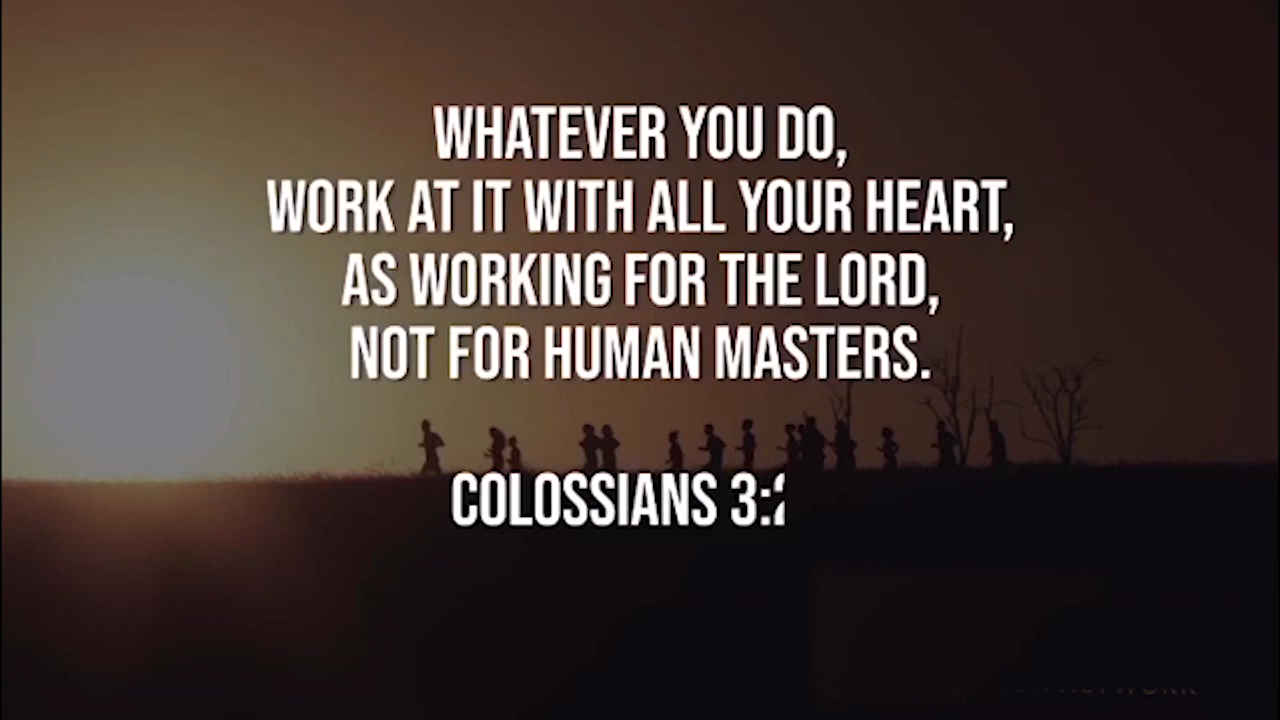 WHATEVER YOU DO,
WORK AT IT WITH ALL YOUR HEART,
AS WORKING FOR THE LORD,
NOT FOR HUMAN MASTERS.
COLOSSIANS 3: